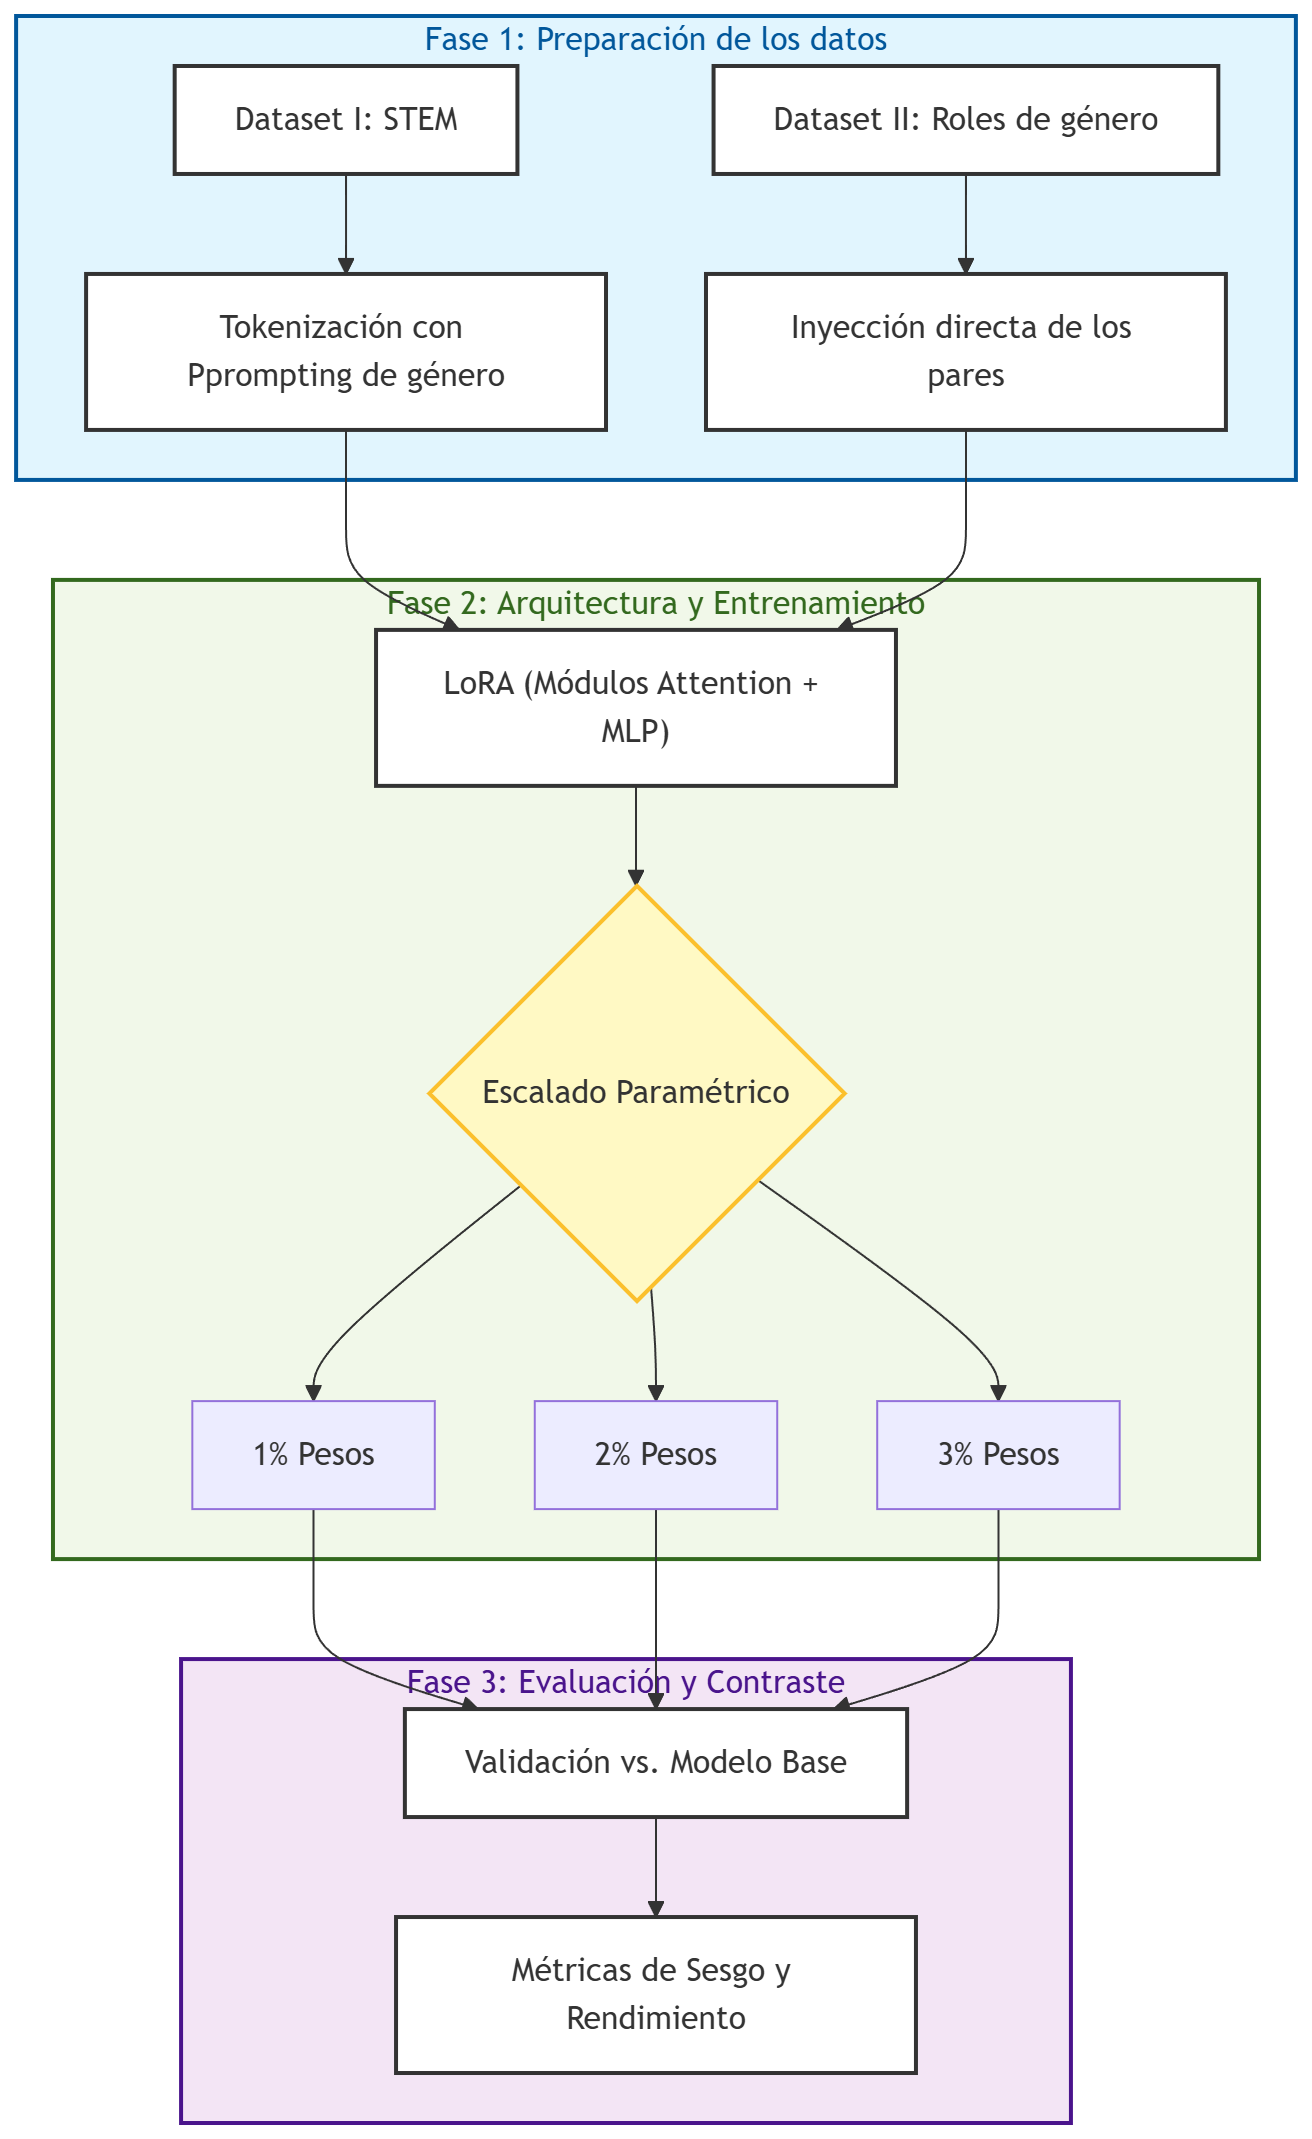 Fase 1: Preparación de los datos
Dataset I: STEM
Dataset II: Roles de género
Tokenización con
Pprompting de género
Inyección directa de los
pares
Fase 2: Arquitectura y Entrenamiento
LoRA (Módulos Attention +
MLP)
Escalado Paramétrico
1% Pesos
2% Pesos
3% Pesos
Fase 3: Evaluación y Contraste
Validación vs. Modelo Base
Métricas de Sesgo y
Rendimiento